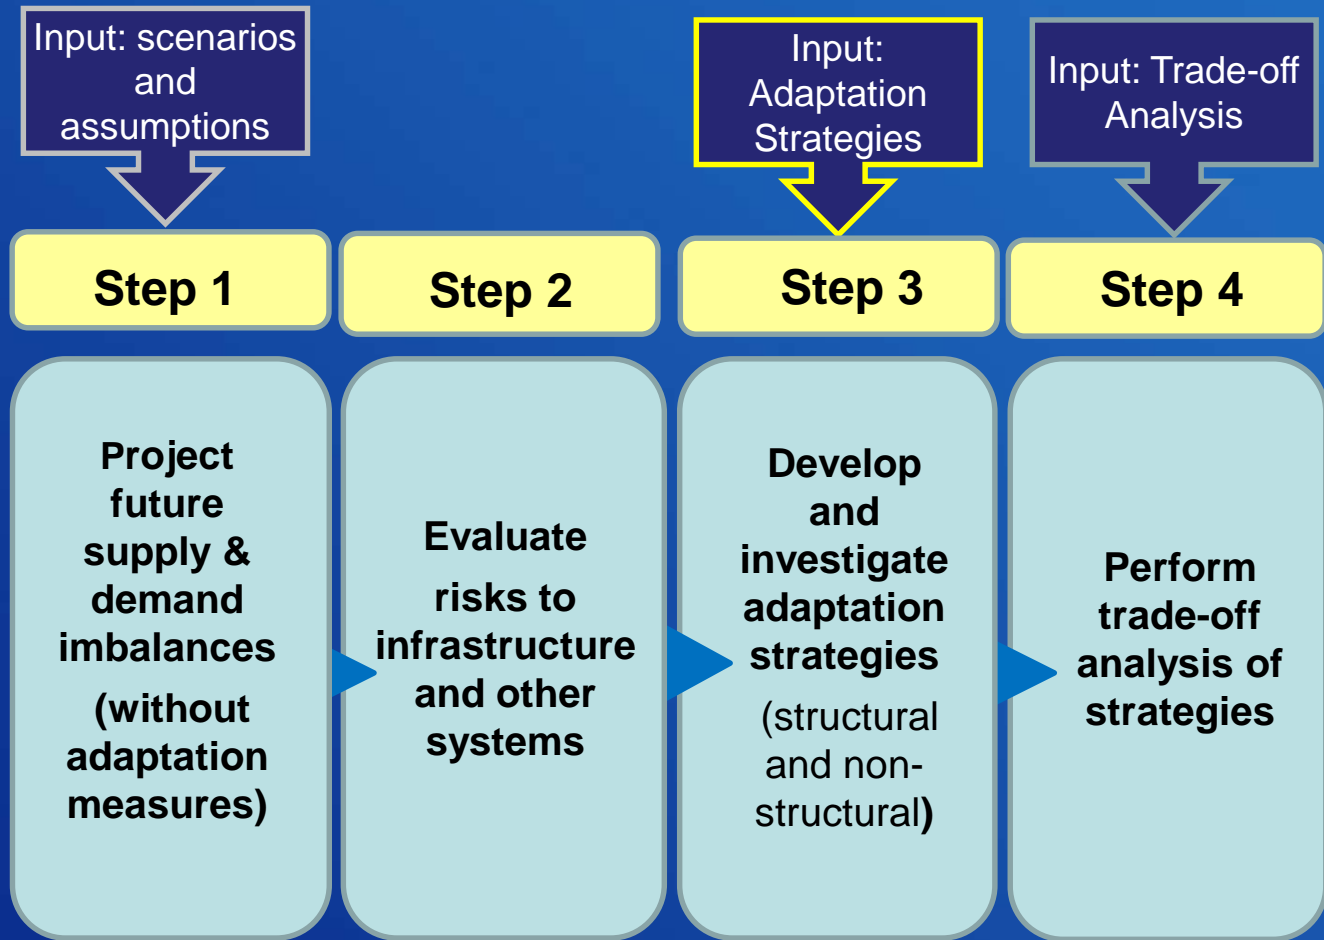 Input: scenarios
and
assumptions
Input:
Adaptation
Strategies
Input: Trade-off
Analysis
Step 1
Step 2
Step 3
Step 4
Project
future
supply &
demand
imbalances
(without
adaptation
measures)
Evaluate
risks to
infrastructure
and other
systems
Develop
and
investigate
adaptation
strategies
(structural
and non-
structural)
Perform
trade-off
analysis of
strategies